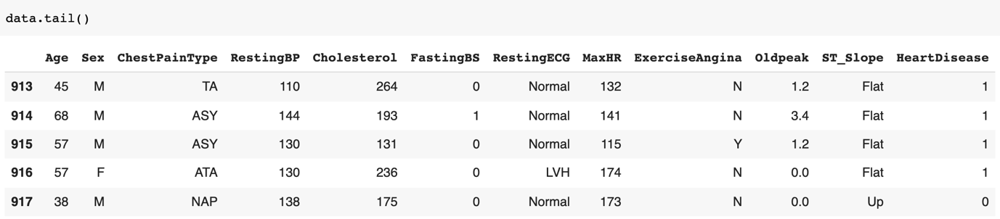 data.tail()
Age Sex ChestPainType RestingBP Cholesterol FastingBS RestingECG MaxHR ExerciseAngina Oldpeak ST_Slope HeartDisease
913 45 M TA 110 264 0 Normal 132 N 1.2 Flat 1
914 68 M ASY 144 193 1 Normal 141 N 3.4 Flat 1
915 57 M ASY 130 131 0 Normal 115 Y 1.2 Flat 1
916 57 F ATA 130 236 0 LVH 174 N 0.0 Flat 1
917 38 M NAP 138 175 0 Normal 173 N 0.0 Up 0